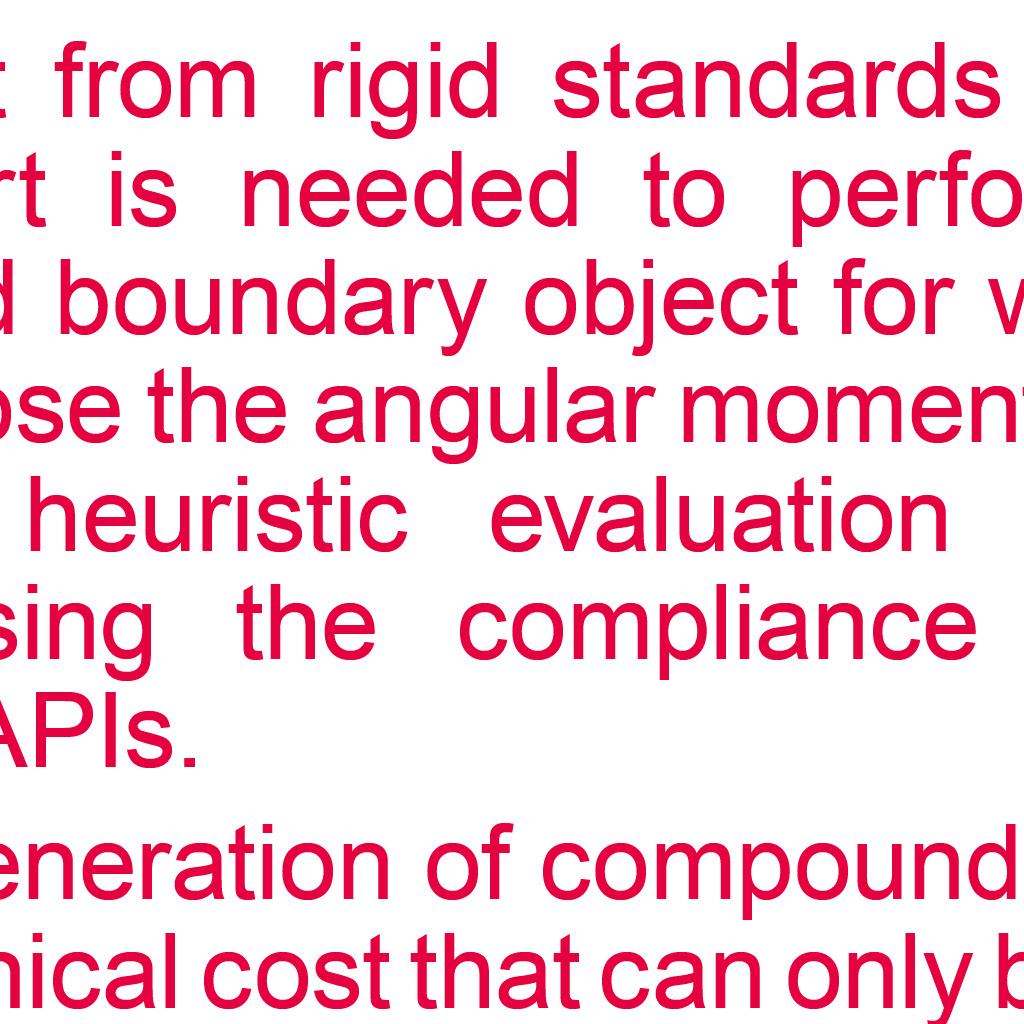 t from rigid standards
rt is needed to perfo
d boundary object for
ose the angular moment
heuristic evaluation
sing the compliance
APIs.
eneration of compound
nical cost that can only b